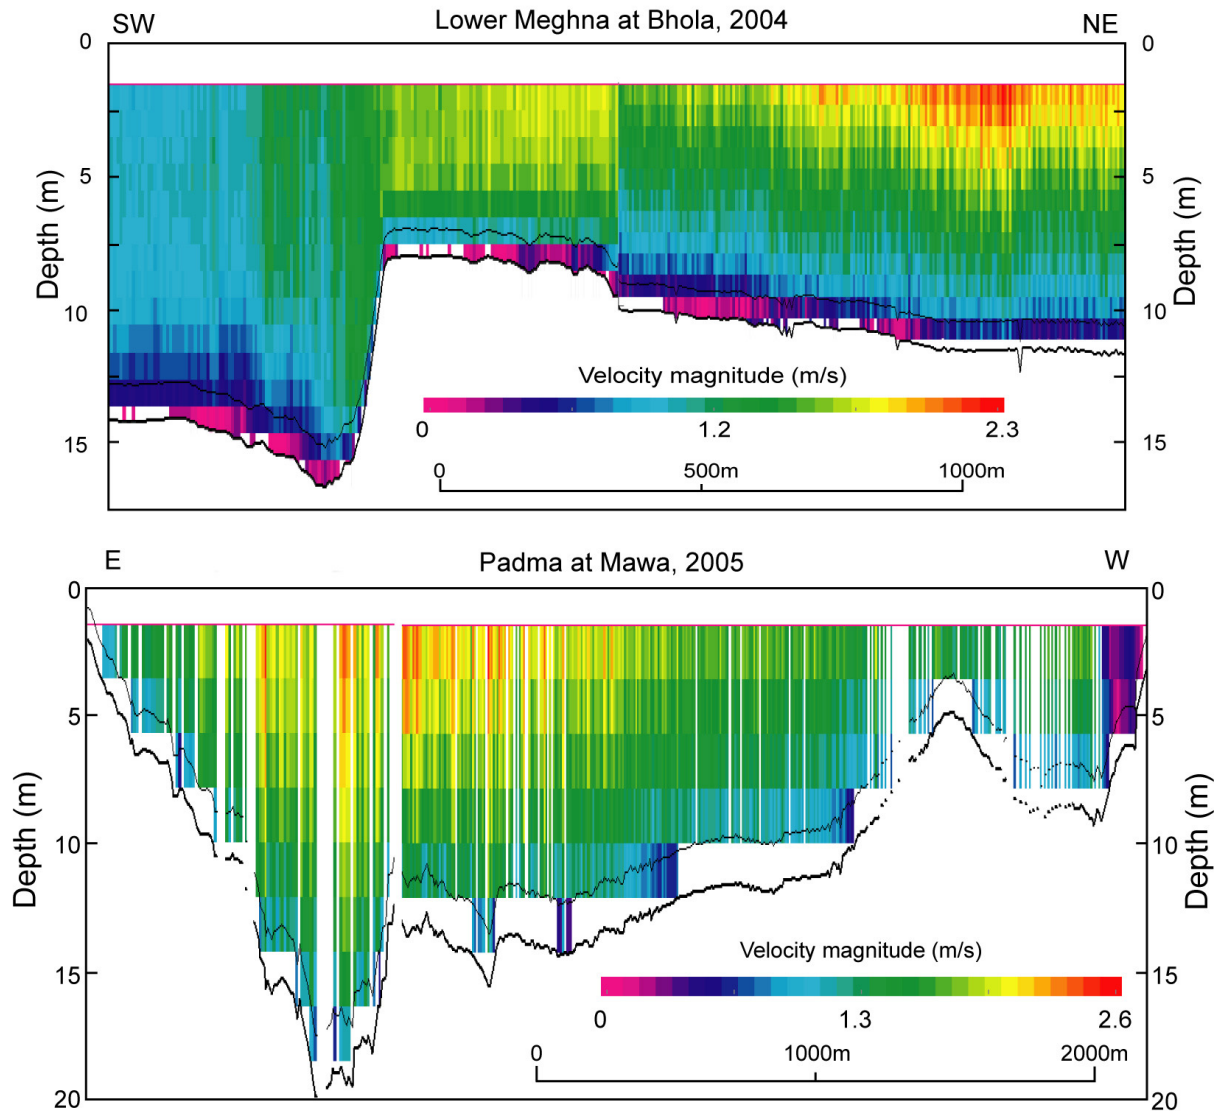 SW Lower Meghna at Bhola, 2004 NE
0 0
5 5
10 10
15 15
Depth (m) Depth (m)
Velocity magnitude (m/s)
0 1.2 2.3
0 500m 1000m
E Padma at Mawa, 2005 W
0 0
5 5
10 10
15 15
20 20
Depth (m) Depth (m)
Velocity magnitude (m/s)
0 1.3 2.6
0 1000m 2000m